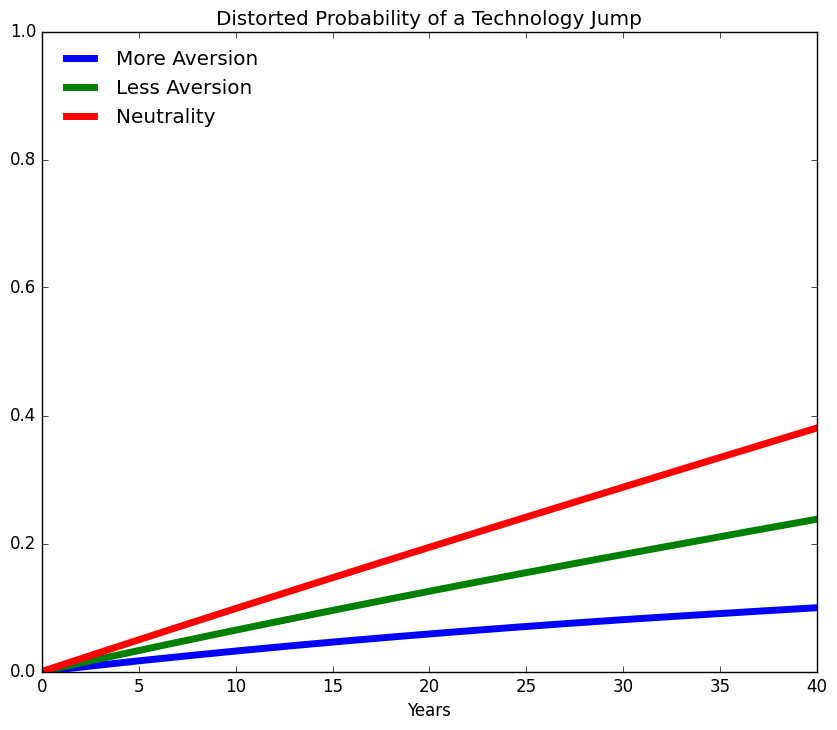 Distorted Probability of a Technology Jump
1.0
More Aversion
Less Aversion
Neutrality
0.8
0.6
0.4
0.2
0.0
0 5 10 15 20 25 30 35 40
Years